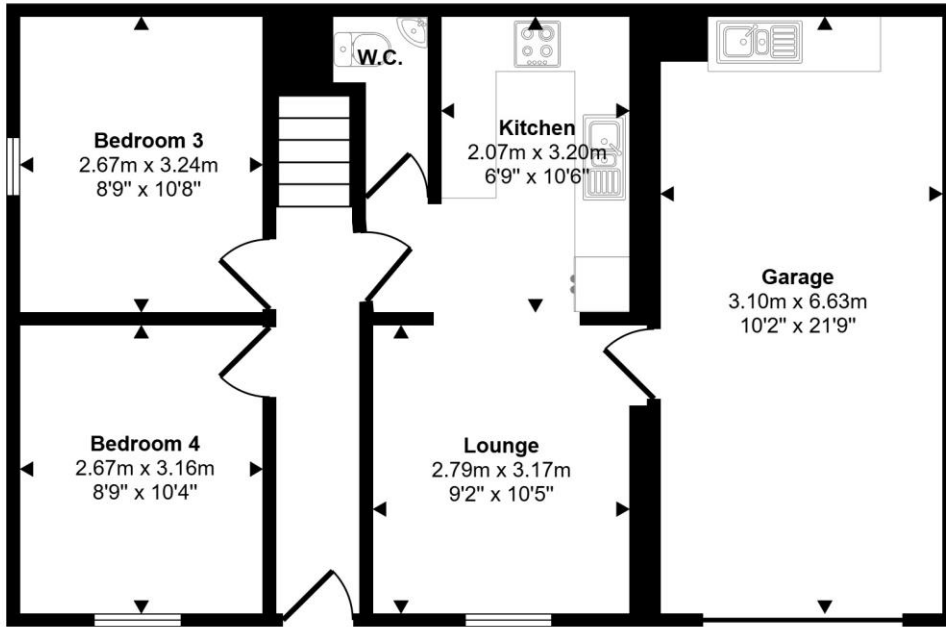 W.C.
Bedroom 3
2.67m x 3.24m
8'9" x 10'8"
Kitchen
2.07m x 3.20m
6'9" x 10'6"
Garage
3.10m x 6.63m
10'2" x 21'9"
Bedroom 4
2.67m x 3.16m
8'9" x 10'4"
Lounge
2.79m x 3.17m
9'2" x 10'5"